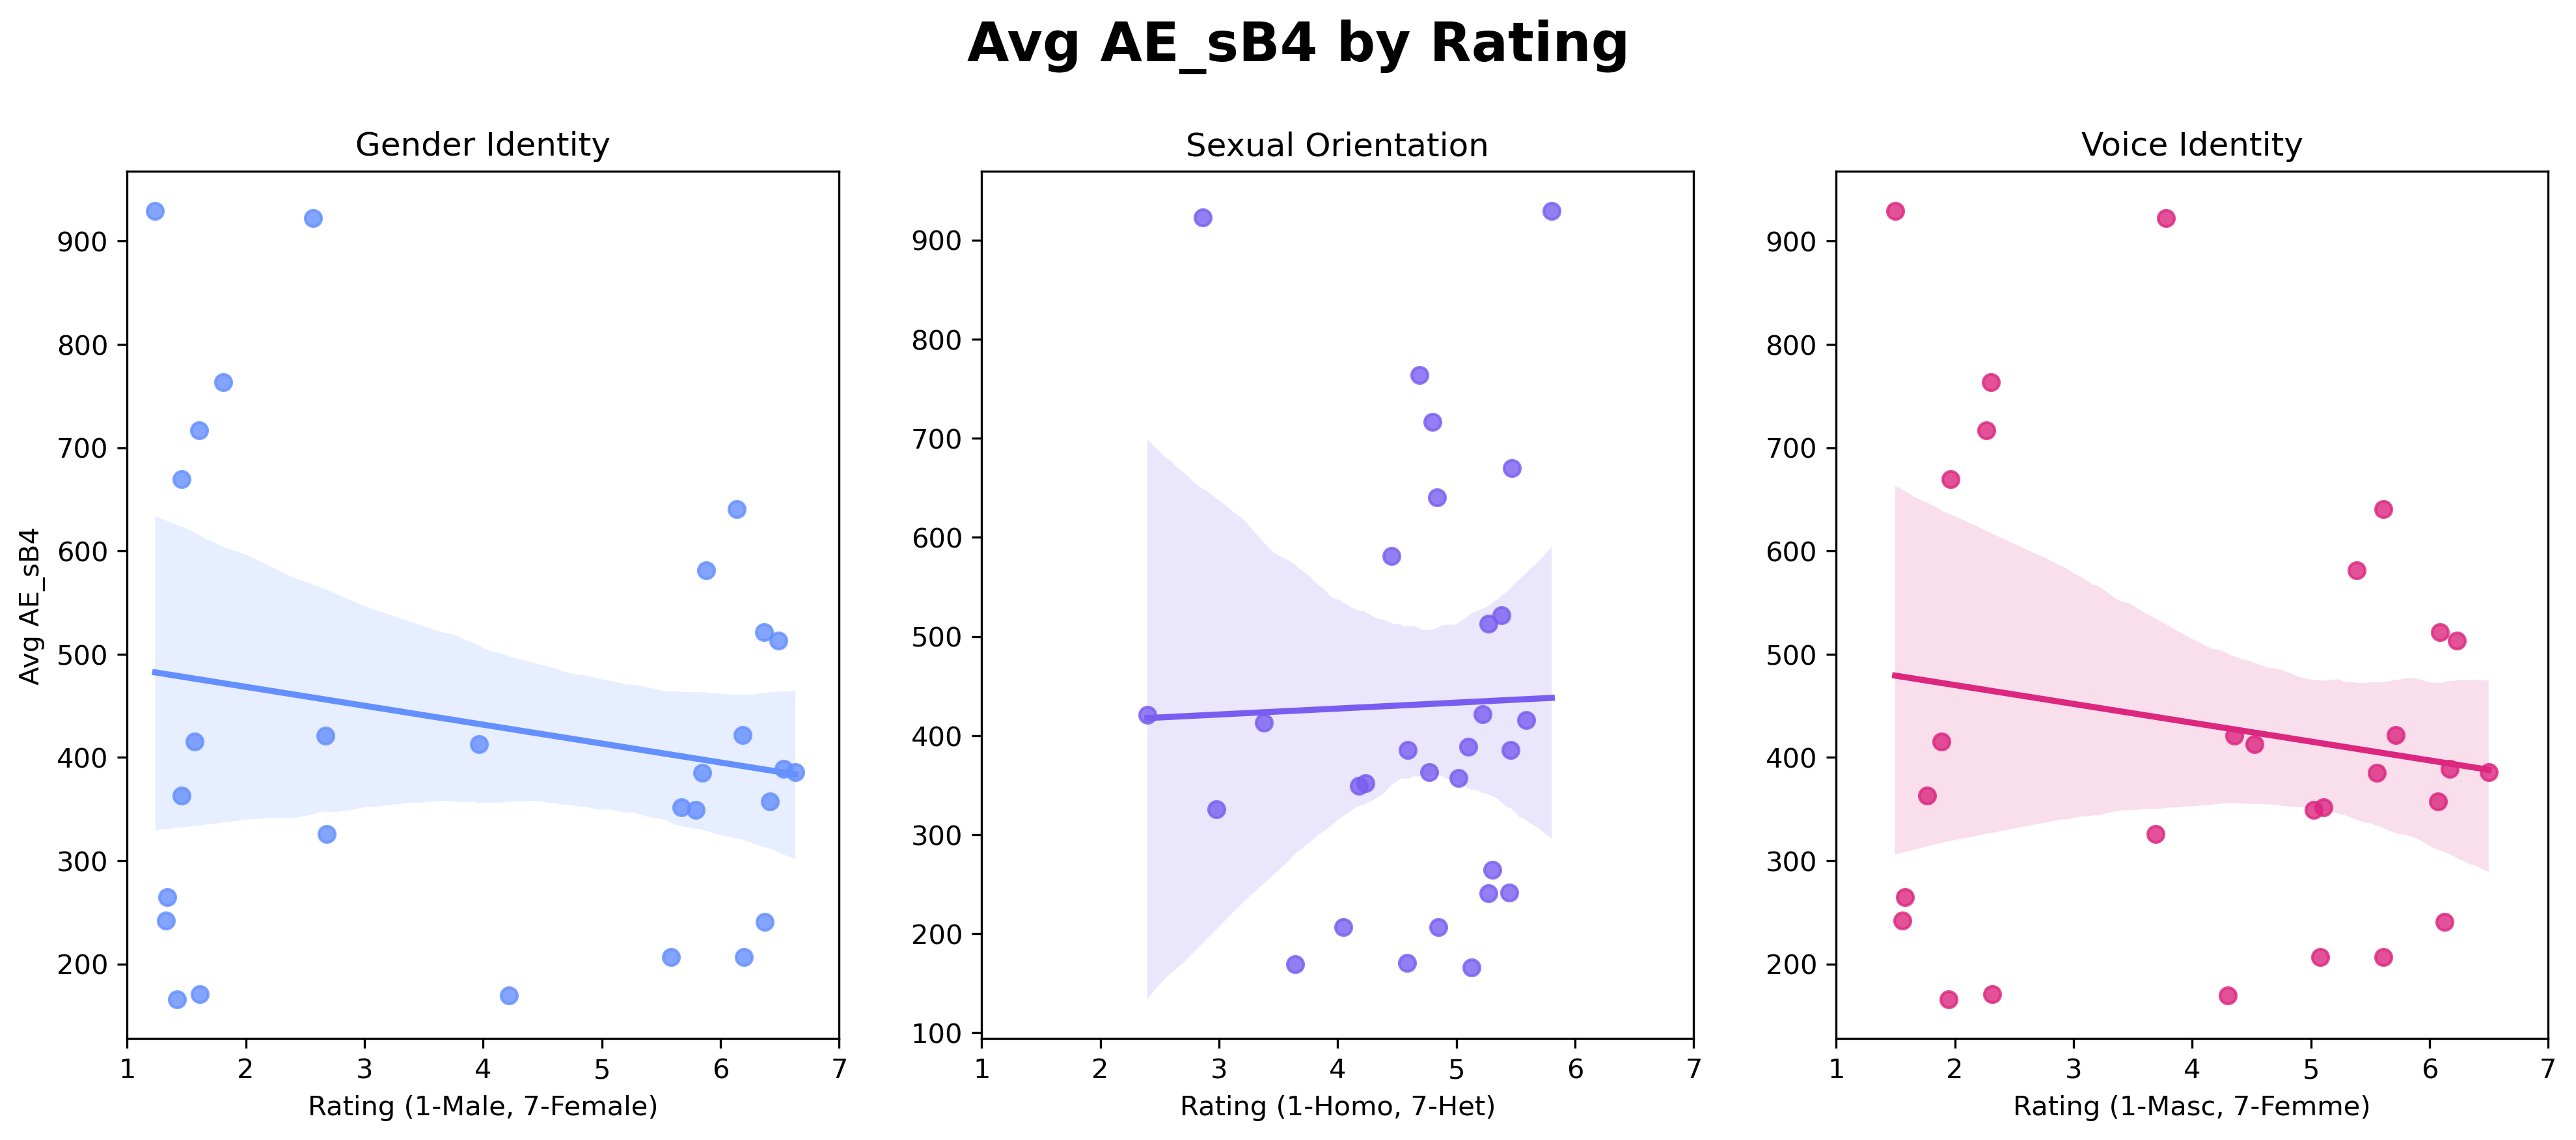 Avg AE_sB4 by Rating
Gender Identity
Sexual Orientation
Voice Identity
Avg AE_sB4
900
800
700
600
500
400
300
200
1 2 3 4 5 6 7
Rating (1-Male, 7-Female)
900
800
700
600
500
400
300
200
100
1 2 3 4 5 6 7
Rating (1-Homo, 7-Het)
900
800
700
600
500
400
300
200
1 2 3 4 5 6 7
Rating (1-Masc, 7-Femme)